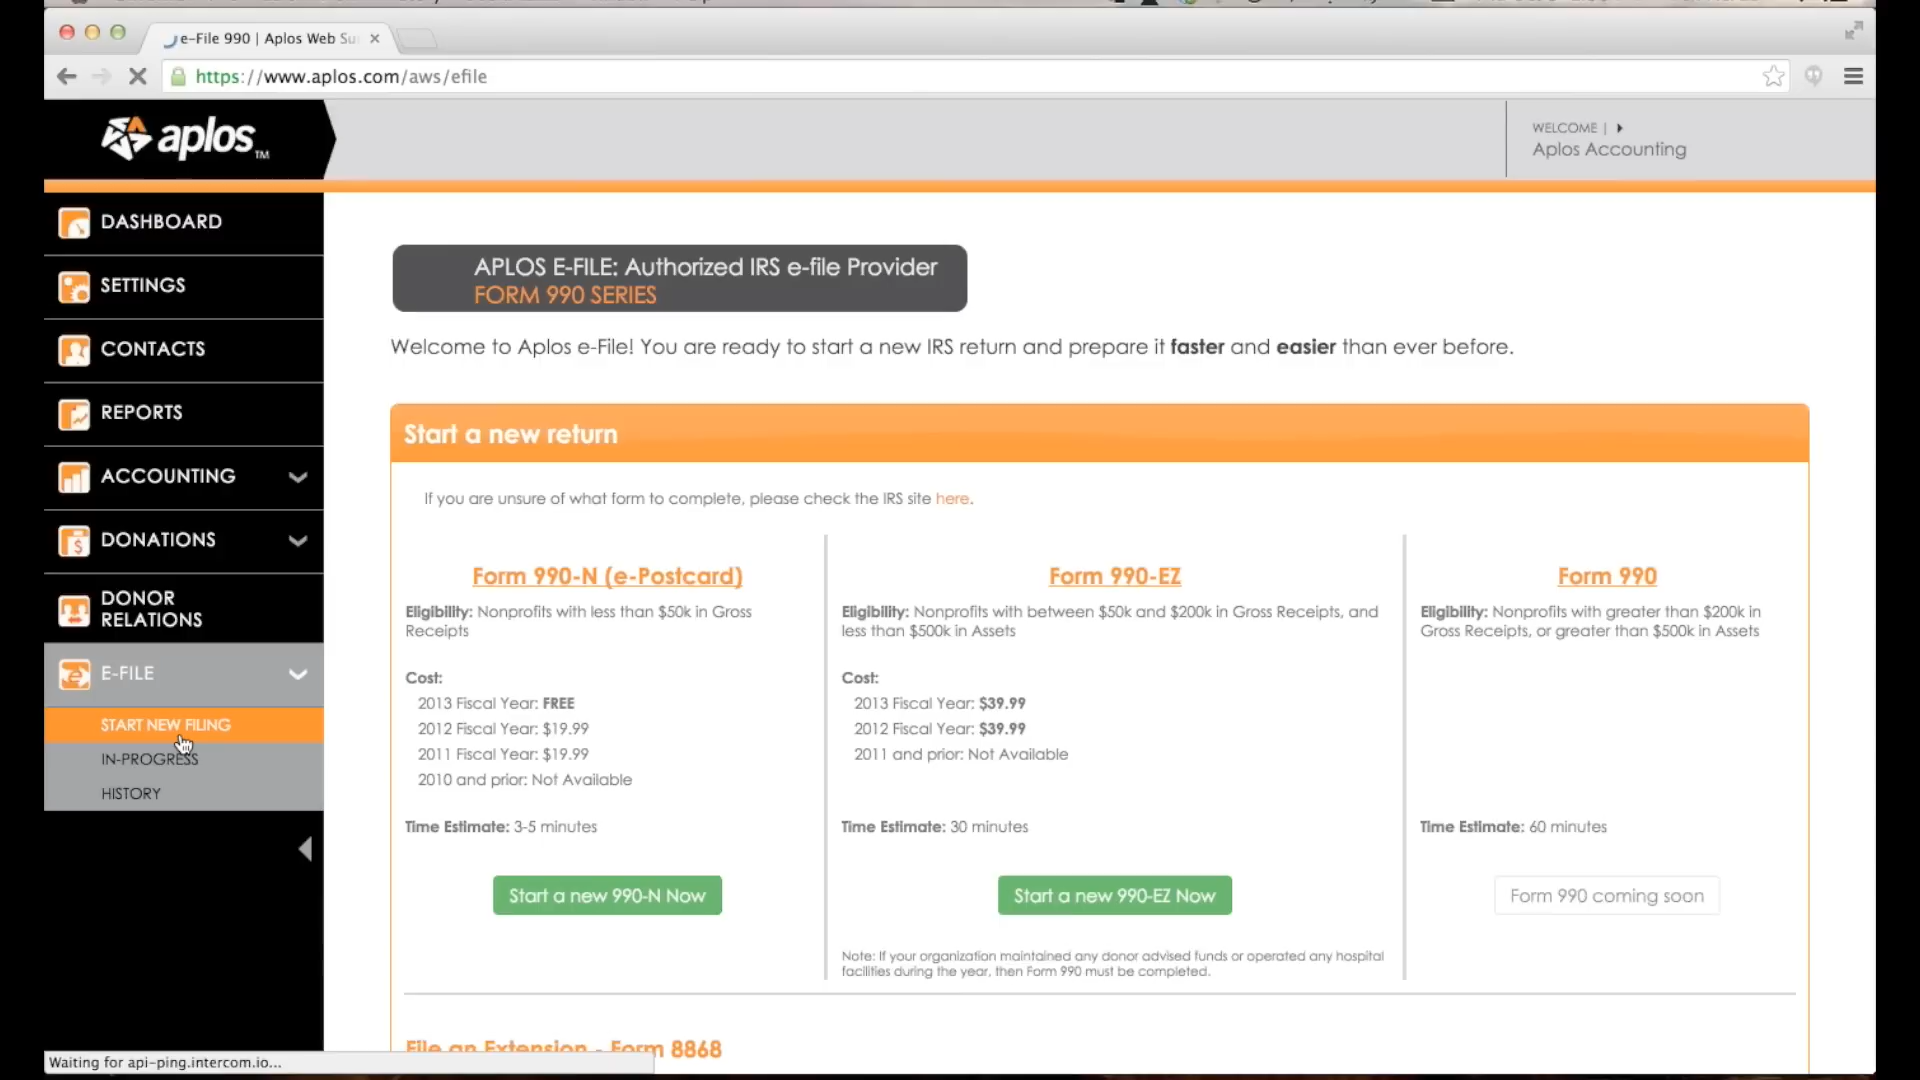 e-File 990 | Aplos Web Su
https://www.aplos.com/aws/efile
aplos™
WELCOME |
Aplos Accounting
DASHBOARD
SETTINGS
CONTACTS
REPORTS
ACCOUNTING
DONATIONS
DONOR
RELATIONS
E-FILE
START NEW FILING
IN-PROGRESS
HISTORY
APLOS E-FILE: Authorized IRS e-file Provider
FORM 990 SERIES
Welcome to Aplos e-File! You are ready to start a new IRS return and prepare it faster and easier than ever before.
Start a new return
If you are unsure of what form to complete, please check the IRS site here.
Form 990-N (e-Postcard)
Eligibility: Nonprofits with less than $50k in Gross
Receipts
Cost:
2013 Fiscal Year: FREE
2012 Fiscal Year: $19.99
2011 Fiscal Year: $19.99
2010 and prior: Not Available
Time Estimate: 3-5 minutes
Start a new 990-N Now
Form 990-EZ
Eligibility: Nonprofits with between $50k and $200k in Gross Receipts, and
less than $500k in Assets
Cost:
2013 Fiscal Year: $39.99
2012 Fiscal Year: $39.99
2011 and prior: Not Available
Time Estimate: 30 minutes
Start a new 990-EZ Now
Note: If your organization maintained any donor advised funds or operated any hospital
facilities during the year, then Form 990 must be completed.
Form 990
Eligibility: Nonprofits with greater than $200k in
Gross Receipts, or greater than $500k in Assets
Time Estimate: 60 minutes
Form 990 coming soon
File an Extension - Form 8868
Waiting for api-ping.intercom.io...